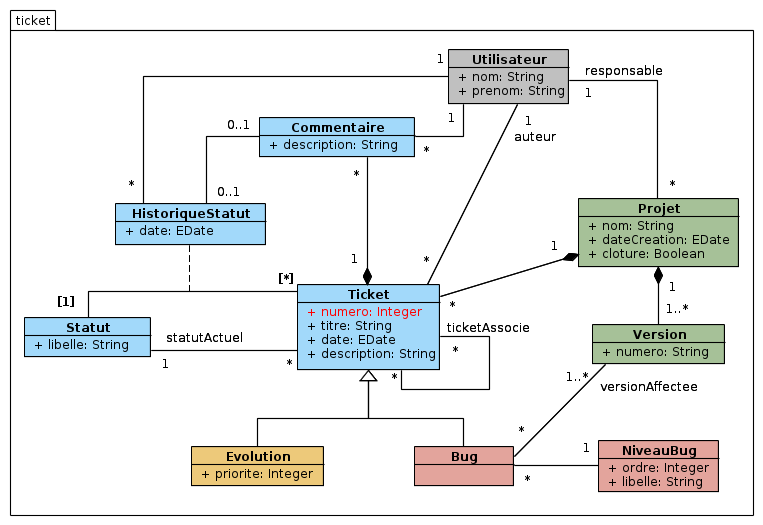 ticket
Utilisateur
+ nom: String
+ prenom: String
1
responsable
1
1
1
auteur
0..1
Commentaire
+ description: String
*
*
*
*
0..1
HistoriqueStatut
+ date: EDate
Projet
+ nom: String
+ dateCreation: EDate
+ cloture: Boolean
1
1
*
1
[*]
[1]
*
1..*
Ticket
+ numero: Integer
+ titre: String
+ date: EDate
+ description: String
Statut
+ libelle: String
statutActuel
1
*
ticketAssocie
*
*
Version
+ numero: String
1..*
versionAffectee
*
Evolution
+ priorite: Integer
Bug
*
1
NiveauBug
+ ordre: Integer
+ libelle: String